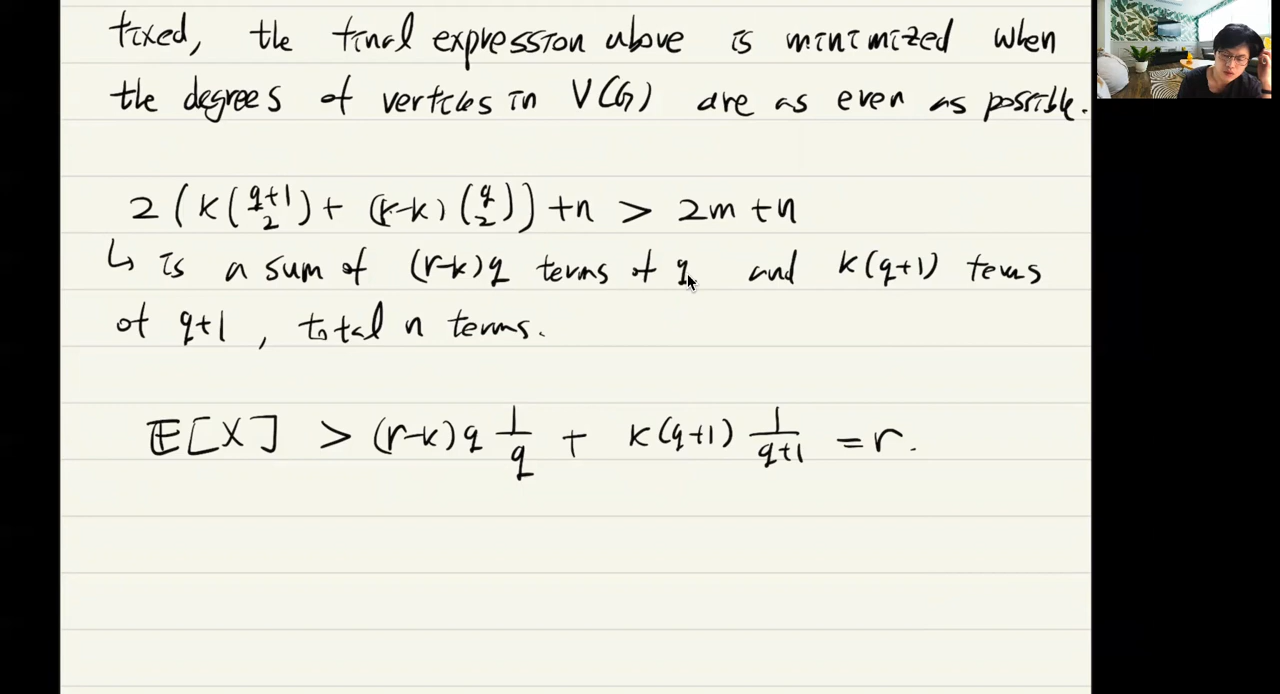 fixed, the final expression above is minimized when
the degrees of vertices in V(G) are as even as possible.
2 (k(q+1 2) + (r-k) (q 2)) + n > 2m + n
↳ is a sum of (r-k)q terms of q and k(q+1) terms
of q+1, total n terms.
𝔼[X] > (r-k) q 1/q + k(q+1) 1/(q+1) = r.